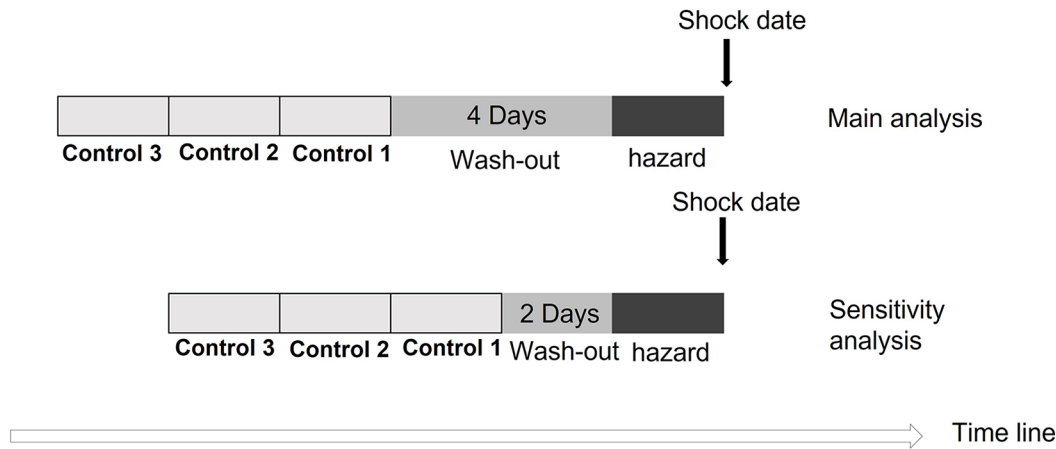 Shock date
4 Days
Main analysis
Control 3 Control 2 Control 1
Wash-out
hazard
Shock date
2 Days
Sensitivity
analysis
Control 3 Control 2 Control 1 Wash-out hazard
Time line